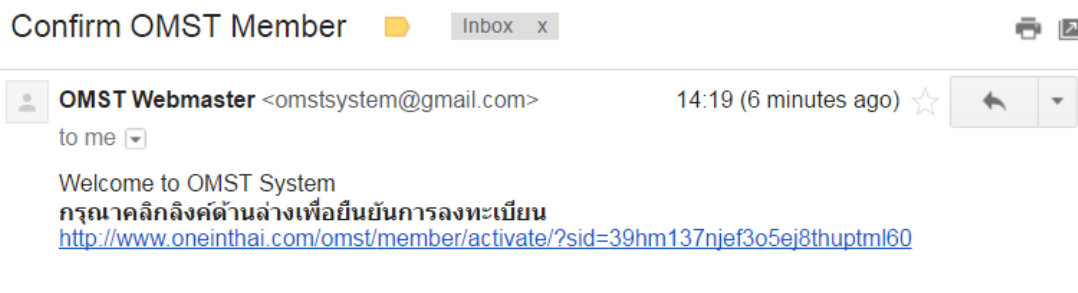 Confirm OMST Member
Inbox x
OMST Webmaster <omstsystem@gmail.com> 14:19 (6 minutes ago)
to me
Welcome to OMST System
กรุณาคลิกลิงค์ด้านล่างเพื่อยืนยันการลงทะเบียน
http://www.oneinthai.com/omst/member/activate/?sid=39hm137njef3o5ej8thuptml60